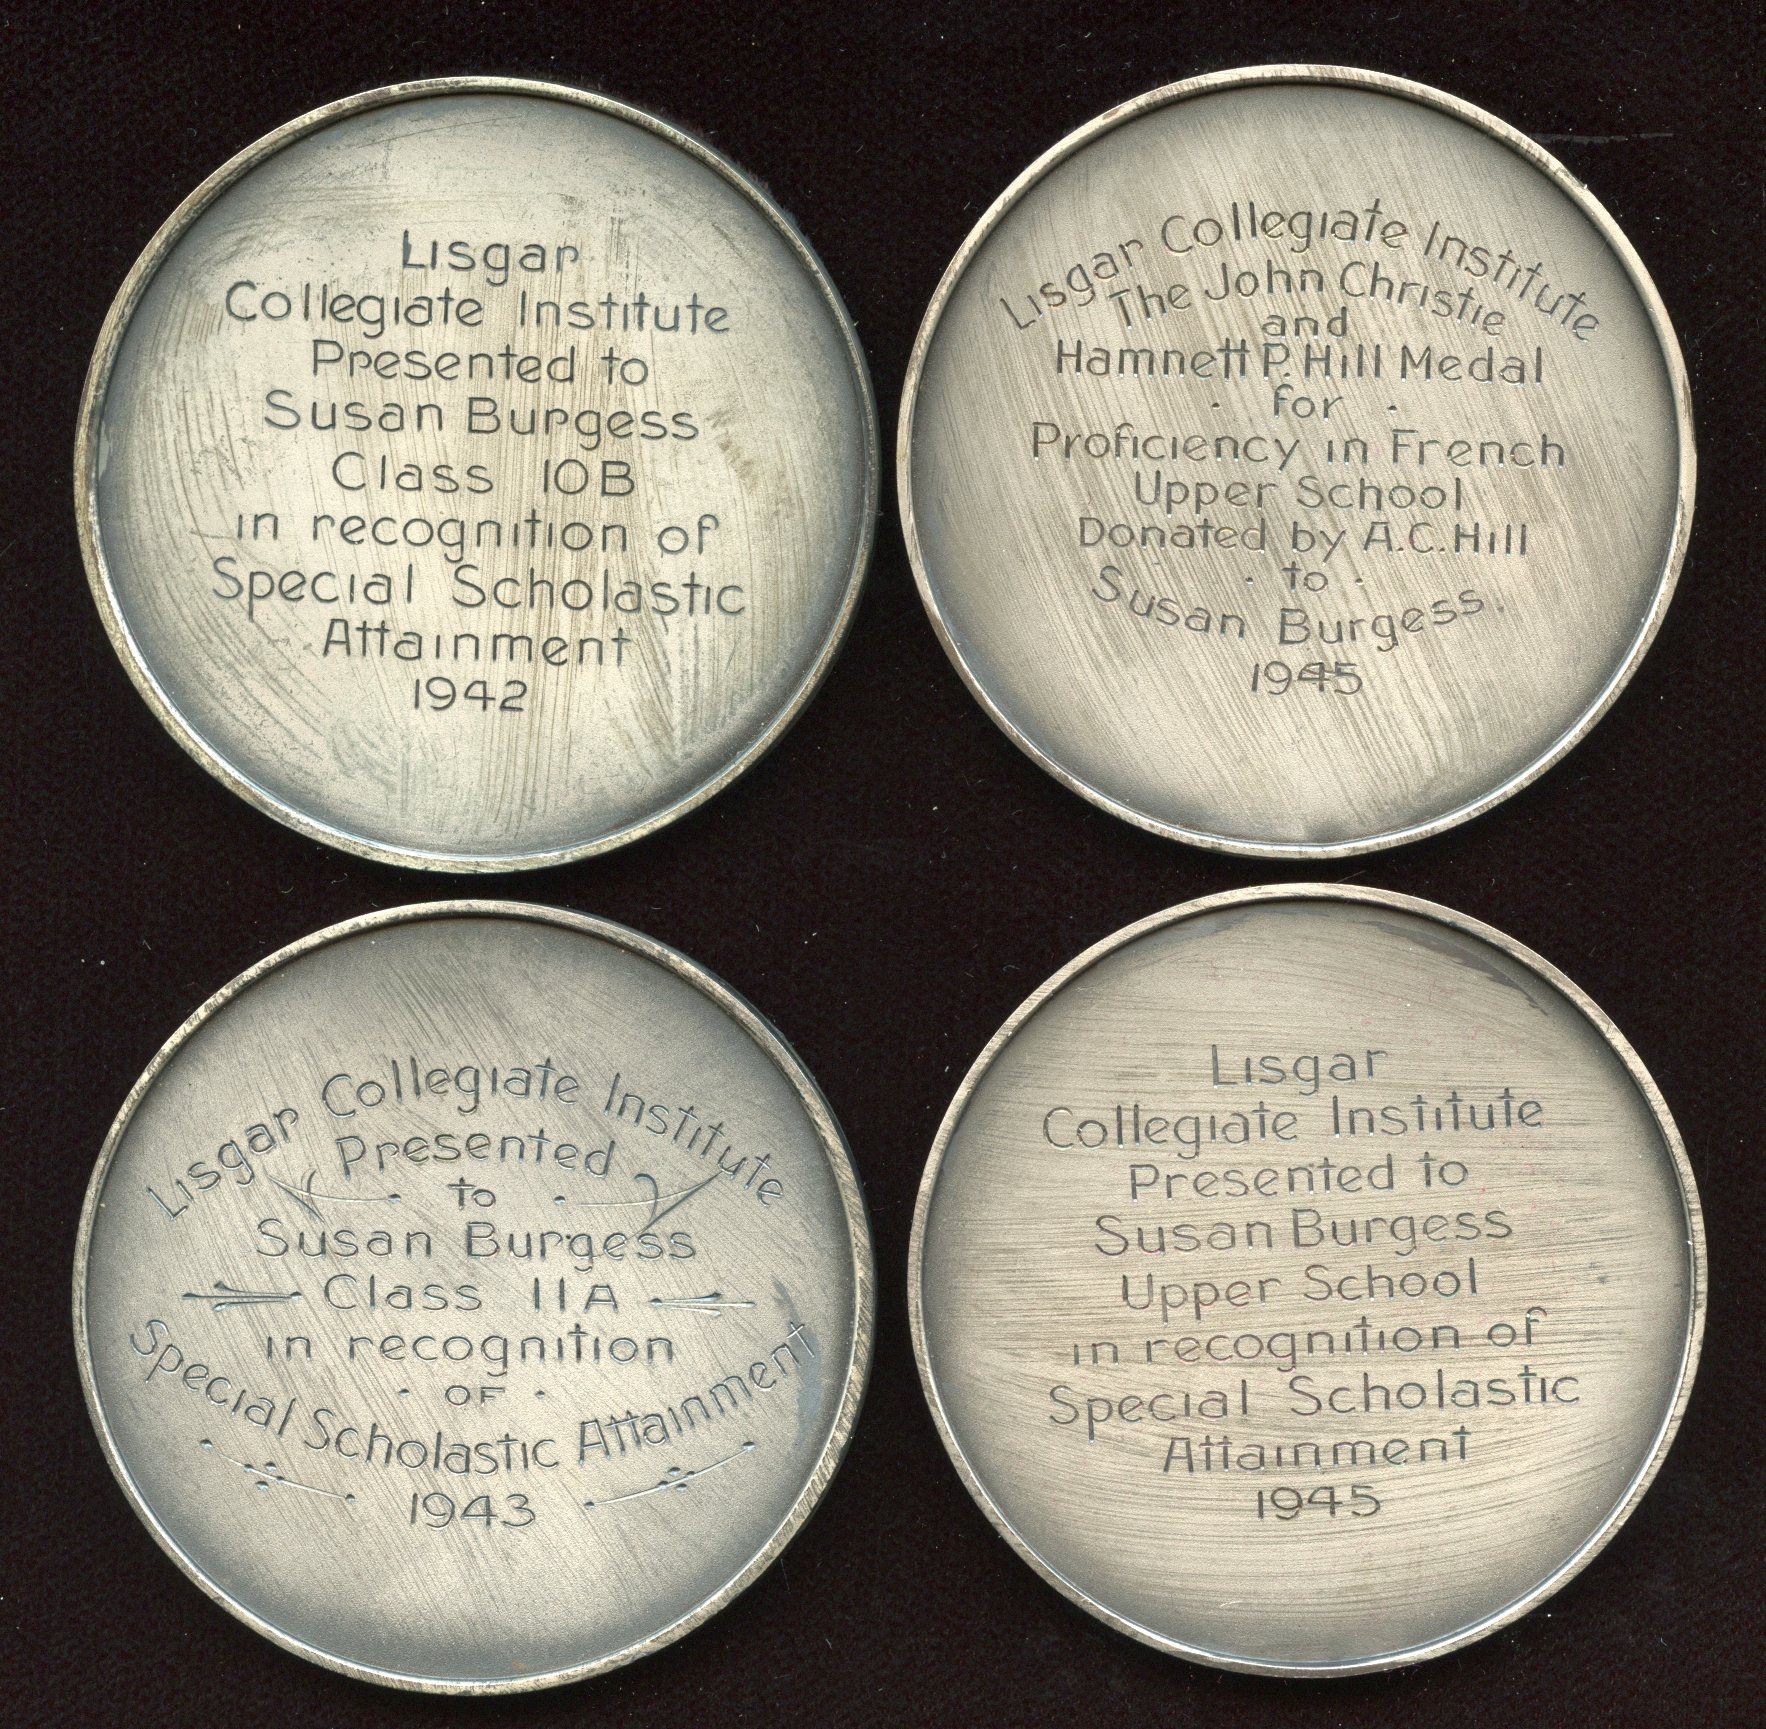 Lisgar
Collegiate Institute
Presented to
Susan Burgess
Class 10B
in recognition of
Special Scholastic
Attainment
1942
Lisgar Collegiate Institute
The John Christie
and
Hamnett P. Hill Medal
for
Proficiency in French
Upper School
Donated by A.C. Hill
to
Susan Burgess.
1945
Lisgar Collegiate Institute
Presented
to
Susan Burgess
Class 11A
in recognition
OF
Special Scholastic Attainment
1943
Lisgar
Collegiate Institute
Presented to
Susan Burgess
Upper School
in recognition of
Special Scholastic
Attainment
1945